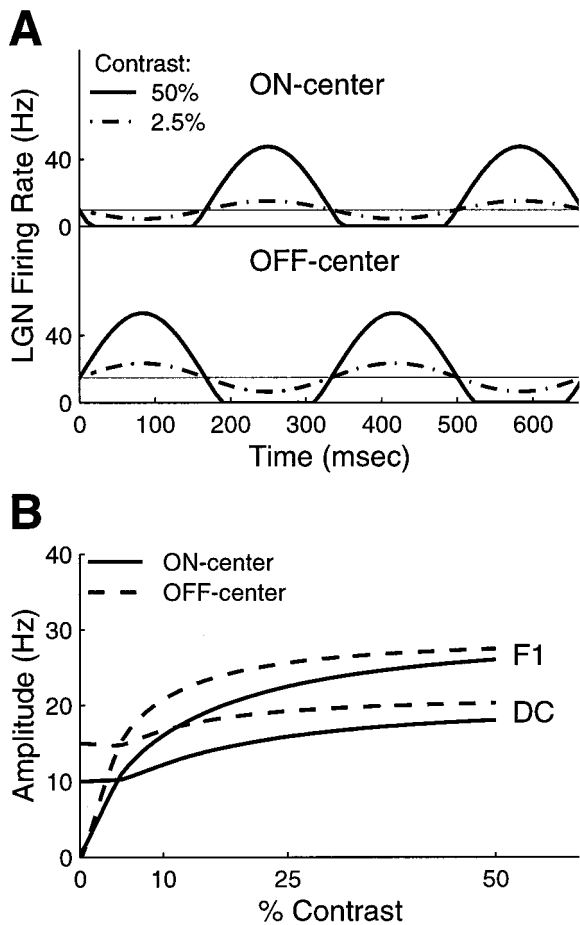 A
Contrast:
50%
2.5%
ON-center
40
0
OFF-center
40
0
LGN Firing Rate (Hz)
0 100 200 300 400 500 600
Time (msec)
B
ON-center
OFF-center
40
30
20
10
0
F1
DC
Amplitude (Hz)
0 10 25 50
% Contrast